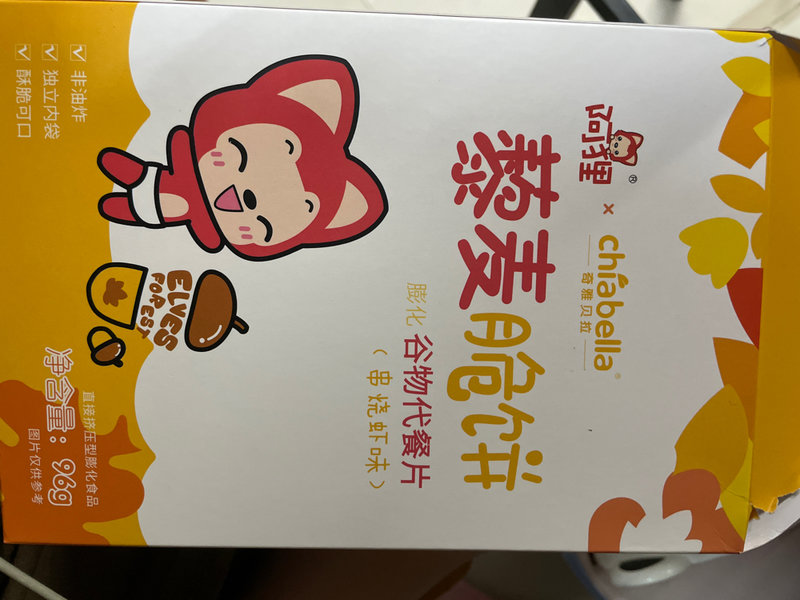 阿狸® × chiabella®
奇雅贝拉
藜麦脆饼
膨化 谷物代餐片
（串烧虾味）
ELVES
FOREST
☑ 非油炸
☑ 独立内袋
☑ 酥脆可口
直接挤压型膨化食品
净含量：96g
图片仅供参考